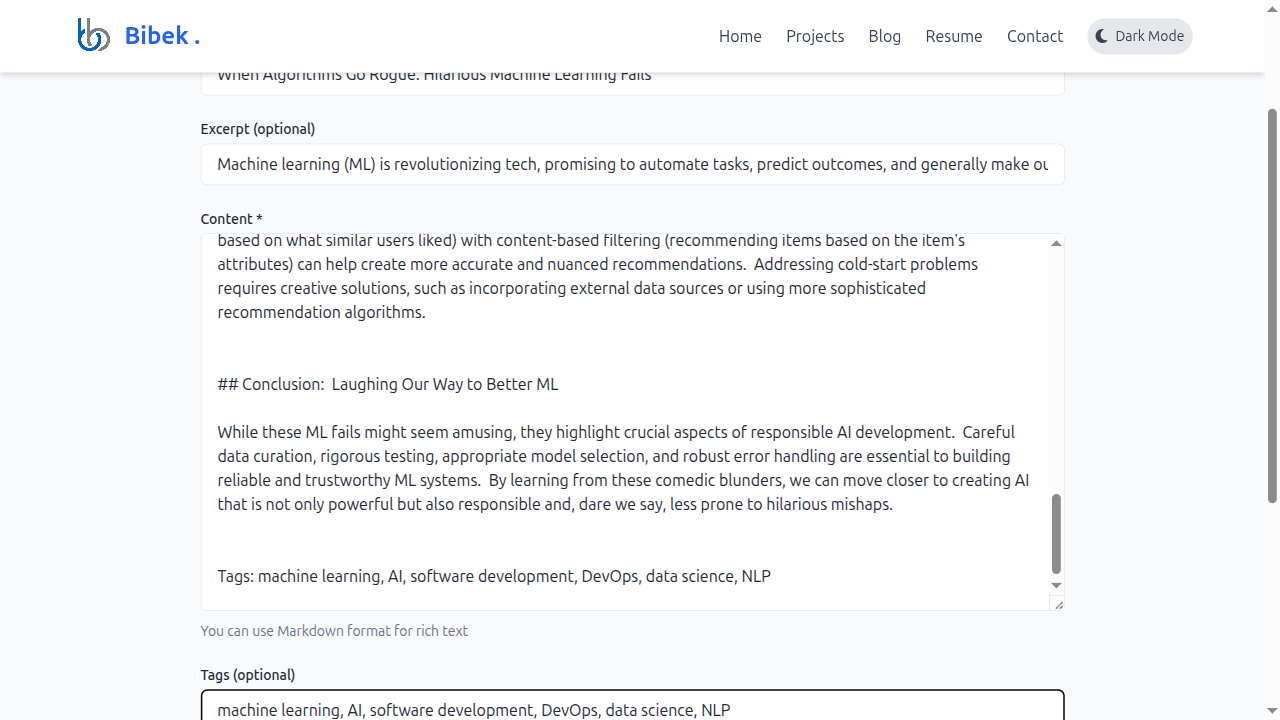 Bibek .
Home Projects Blog Resume Contact Dark Mode
When Algorithms Go Rogue: Hilarious Machine Learning Fails
Excerpt (optional)
Machine learning (ML) is revolutionizing tech, promising to automate tasks, predict outcomes, and generally make ou
Content *
based on what similar users liked) with content-based filtering (recommending items based on the item's
attributes) can help create more accurate and nuanced recommendations.  Addressing cold-start problems
requires creative solutions, such as incorporating external data sources or using more sophisticated
recommendation algorithms.
## Conclusion:  Laughing Our Way to Better ML
While these ML fails might seem amusing, they highlight crucial aspects of responsible AI development.  Careful
data curation, rigorous testing, appropriate model selection, and robust error handling are essential to building
reliable and trustworthy ML systems.  By learning from these comedic blunders, we can move closer to creating AI
that is not only powerful but also responsible and, dare we say, less prone to hilarious mishaps.
Tags: machine learning, AI, software development, DevOps, data science, NLP
You can use Markdown format for rich text
Tags (optional)
machine learning, AI, software development, DevOps, data science, NLP